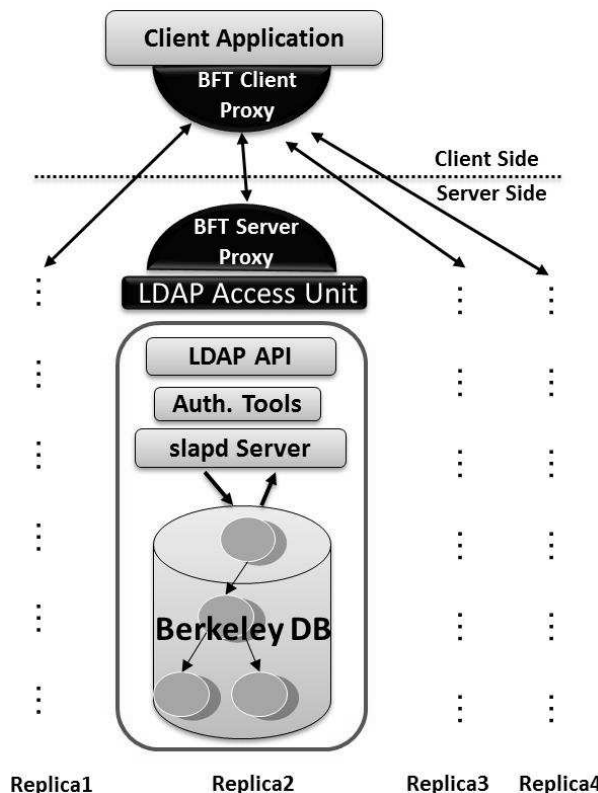 Client Application
BFT Client
Proxy
Client Side
Server Side
BFT Server
Proxy
LDAP Access Unit
LDAP API
Auth. Tools
slapd Server
Berkeley DB
Replica1 Replica2 Replica3 Replica4